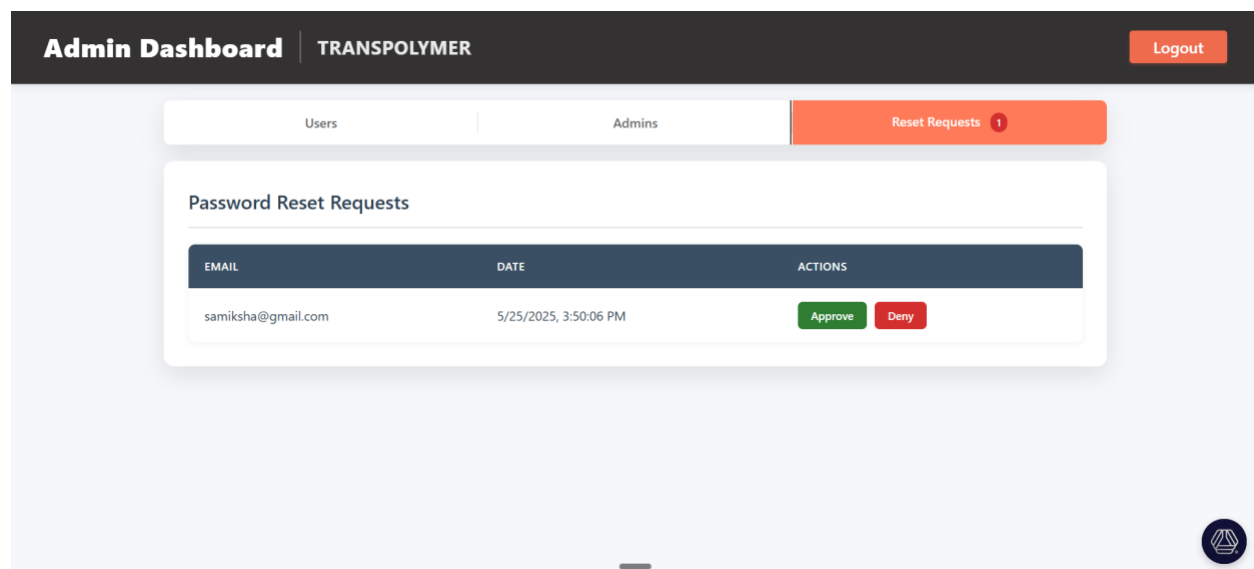 Admin Dashboard TRANSPOLYMER Logout
Users Admins Reset Requests 1
Password Reset Requests
EMAIL DATE ACTIONS
samiksha@gmail.com 5/25/2025, 3:50:06 PM Approve Deny